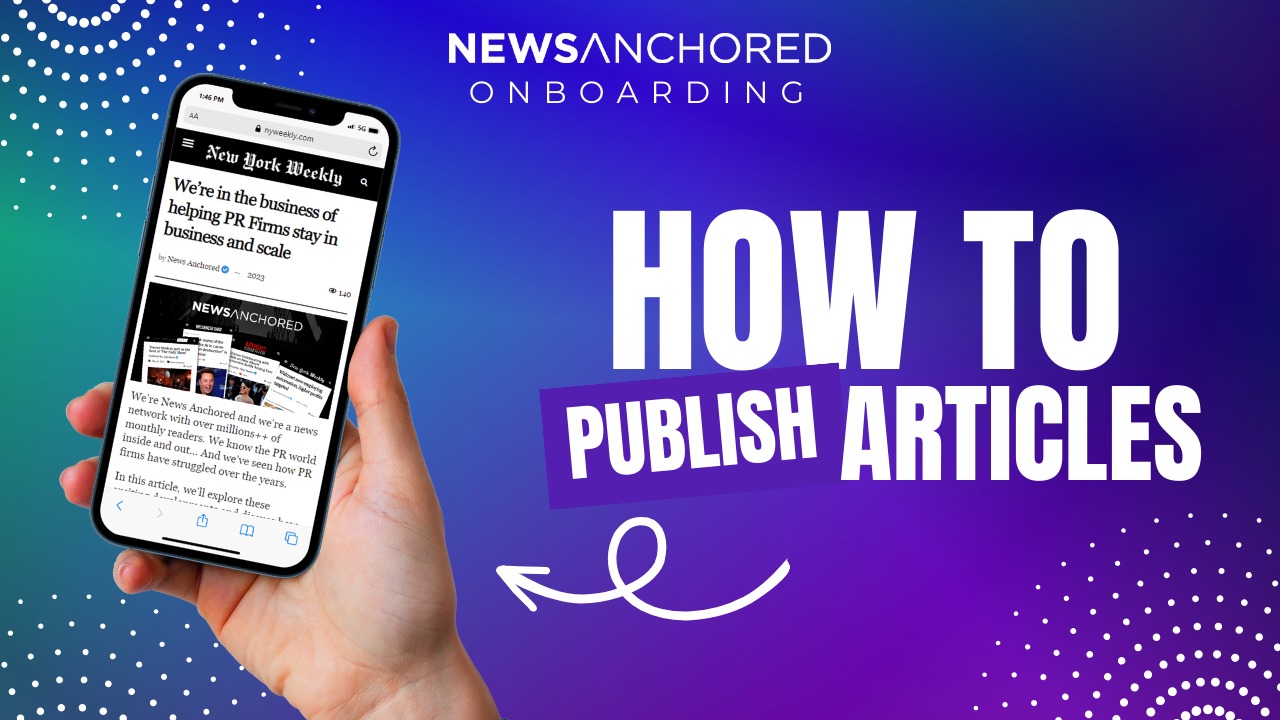 NEWSANCHORED
ONBOARDING
HOW TO
PUBLISH ARTICLES
1:46 PM
5G
AA
nyweekly.com
New York Weekly
We're in the business of
helping PR Firms stay in
business and scale
by News Anchored — 2023
140
NEWSANCHORED
We're News Anchored and we're a news
network with over millions++ of
monthly readers. We know the PR world
inside and out... And we've seen how PR
firms have struggled over the years.
In this article, we'll explore these